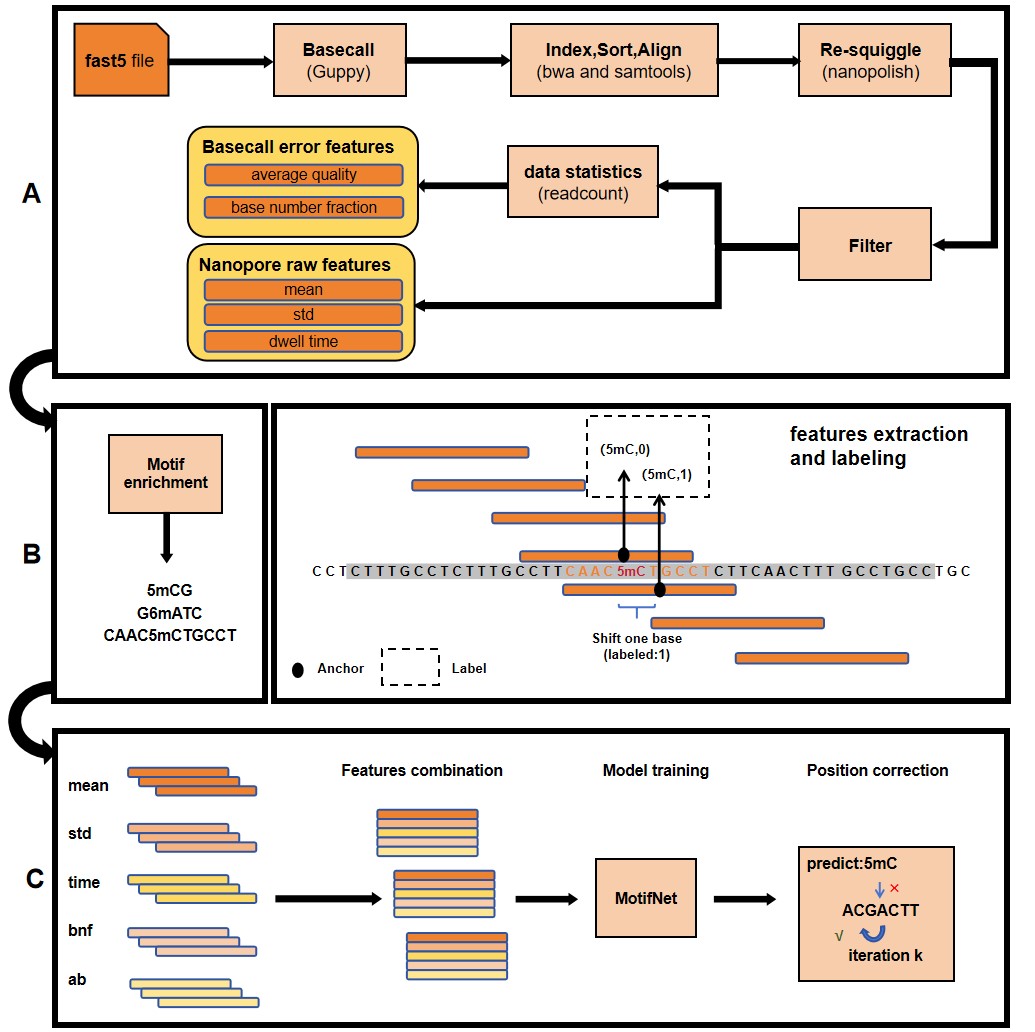 A
fast5 file
Basecall
(Guppy)
Index,Sort,Align
(bwa and samtools)
Re-squiggle
(nanopolish)
Basecall error features
average quality
base number fraction
data statistics
(readcount)
Filter
Nanopore raw features
mean
std
dwell time
B
Motif
enrichment
5mCG
G6mATC
CAAC5mCTGCCT
features extraction
and labeling
(5mC,0)
(5mC,1)
C C T C T T T G C C T C T T T G C C T T C A A C 5mC T G C C T C T T C A A C T T T G C C T G C C T G C
Shift one base
(labeled:1)
Anchor
Label
C
mean
std
time
bnf
ab
Features combination
Model training
MotifNet
Position correction
predict:5mC
×
ACGACTT
√
iteration k